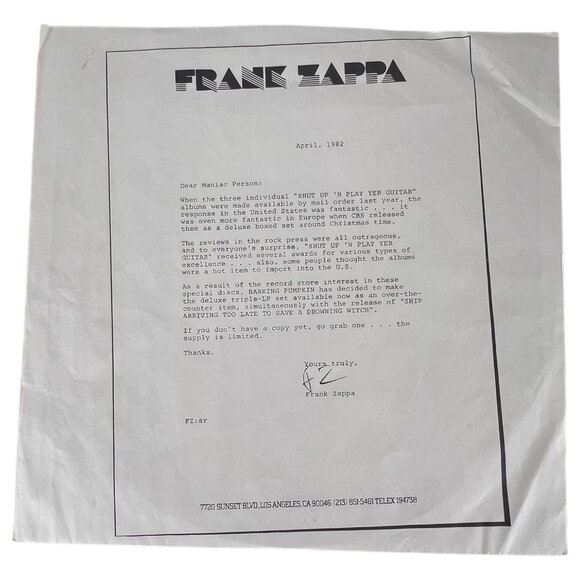 FRANK ZAPPA
April, 1982
Dear Maniac Person:
When the three individual "SHUT UP 'N PLAY YER GUITAR"
albums were made available by mail order last year, the
response in the United States was fantastic . . . it
was even more fantastic in Europe when CBS released
them as a deluxe boxed set around Christmas time.
The reviews in the rock press were all outrageous,
and to everyone's surprise, "SHUT UP 'N PLAY YER
GUITAR" received several awards for various types of
excellence . . . also, some people thought the albums
were a hot item to import into the U.S.
As a result of the record store interest in these
special discs, BARKING PUMPKIN has decided to make
the deluxe triple-LP set available now as an over-the-
counter item, simultaneously with the release of "SHIP
ARRIVING TOO LATE TO SAVE A DROWNING WITCH".
If you don't have a copy yet, go grab one . . . the
supply is limited.
Thanks.
Yours truly,
FZ
Frank Zappa
FZ:sr
7720 SUNSET BLVD, LOS ANGELES, CA 90046 (213) 851-5461 TELEX 194738